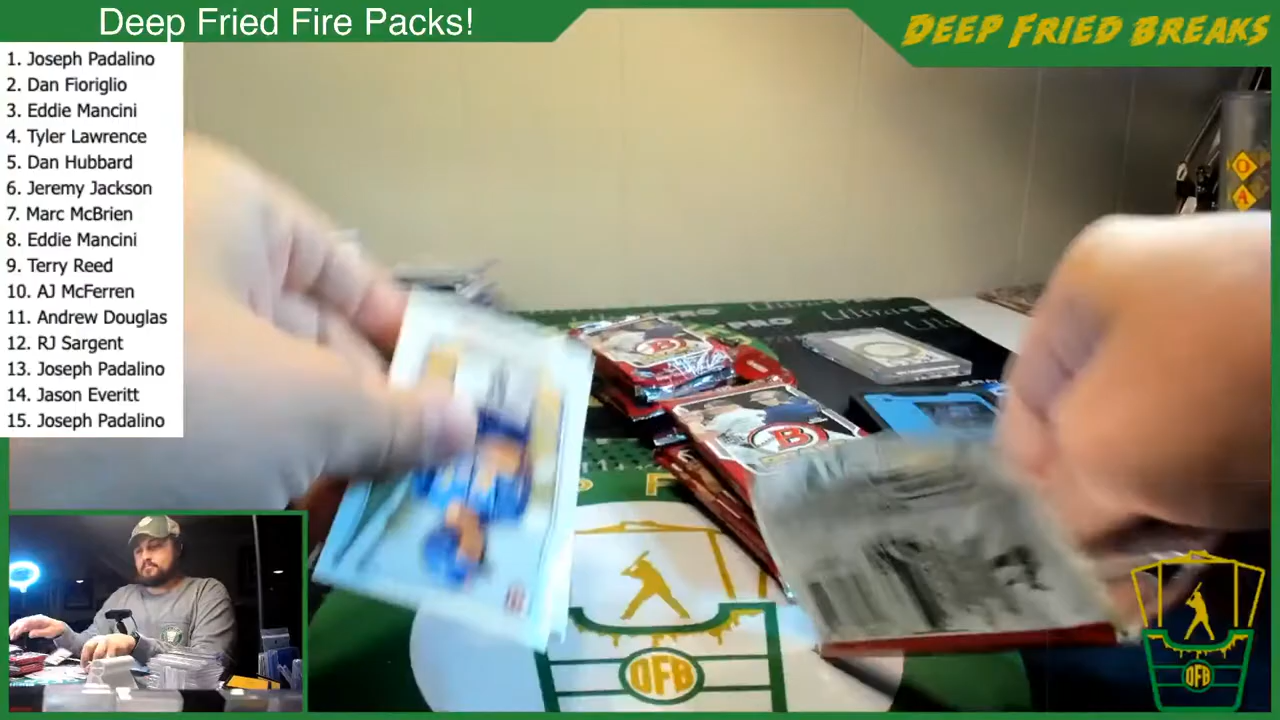 Deep Fried Fire Packs!
DEEP FRIED BREAKS
1. Joseph Padalino
2. Dan Fioriglio
3. Eddie Mancini
4. Tyler Lawrence
5. Dan Hubbard
6. Jeremy Jackson
7. Marc McBrien
8. Eddie Mancini
9. Terry Reed
10. AJ McFerren
11. Andrew Douglas
12. RJ Sargent
13. Joseph Padalino
14. Jason Everitt
15. Joseph Padalino
O
A
B
B
F
DFB
DFB